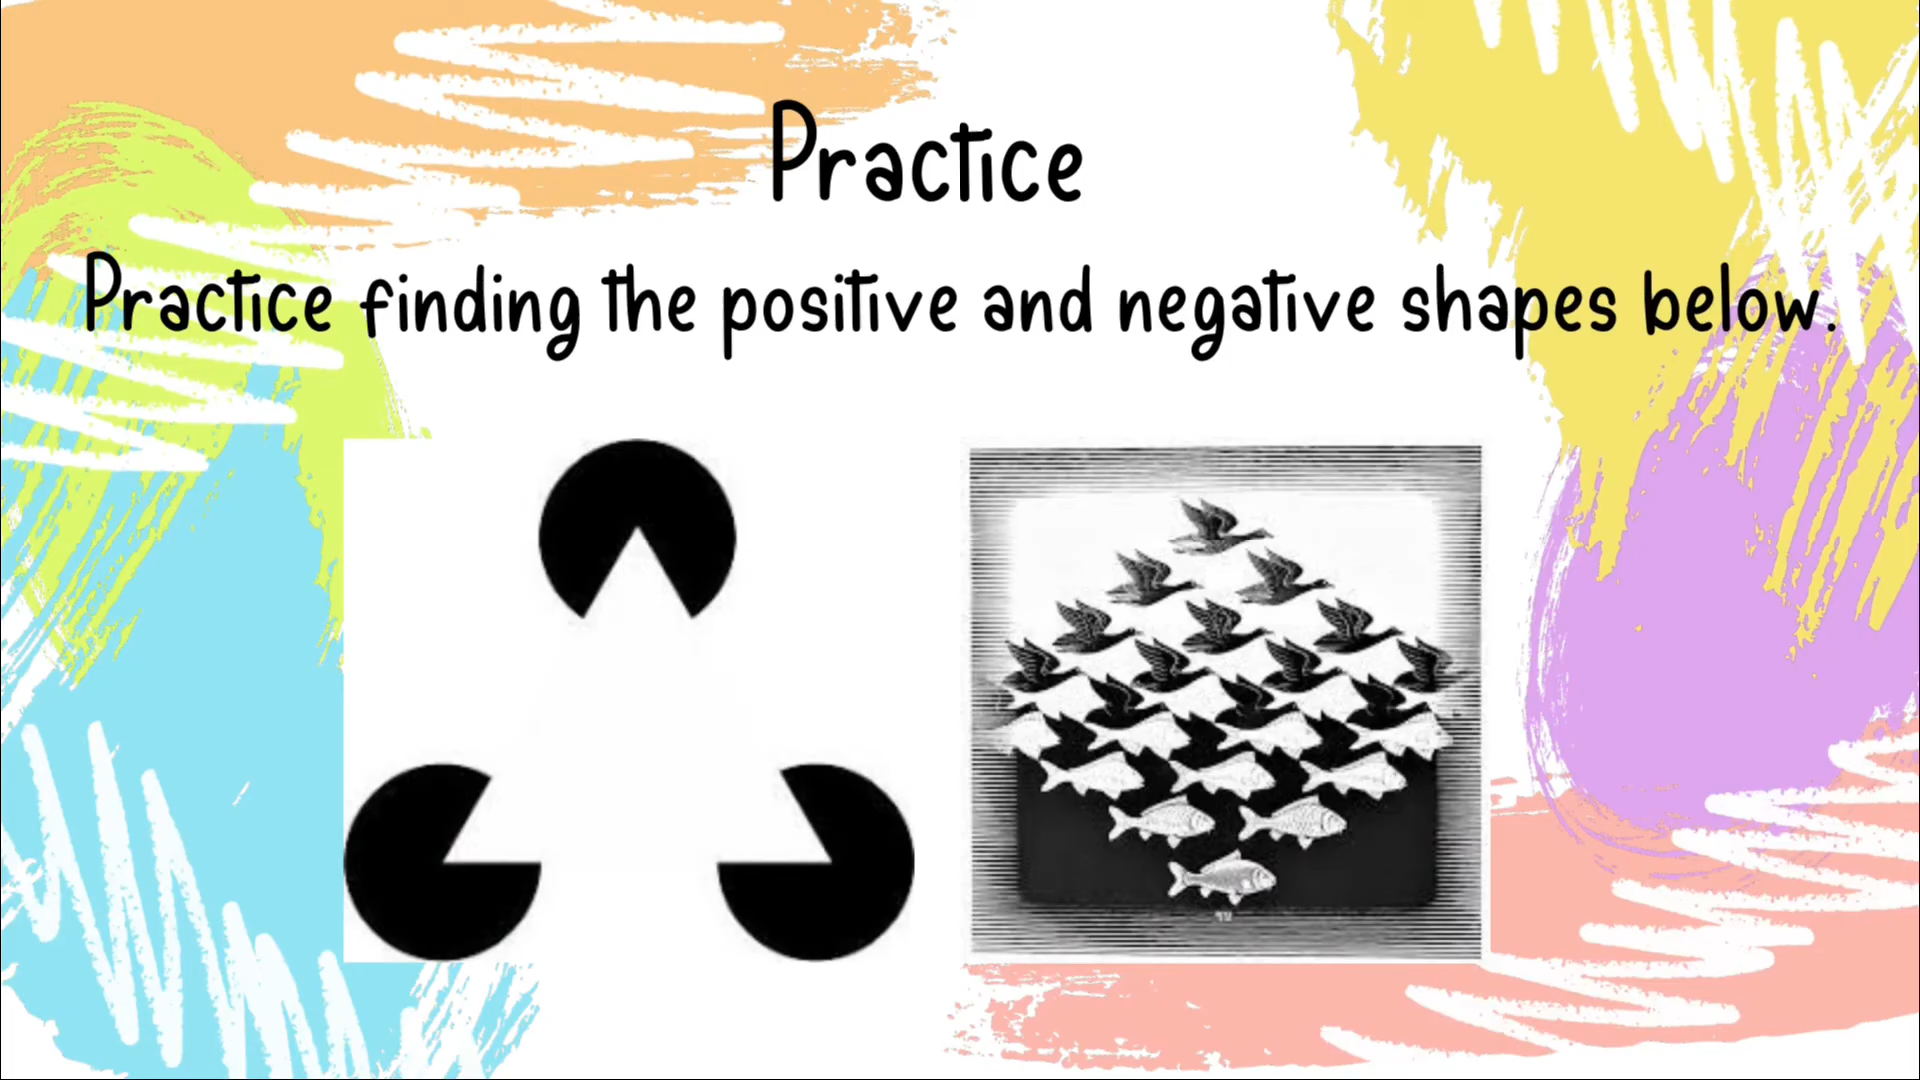 Practice
Practice finding the positive and negative shapes below.